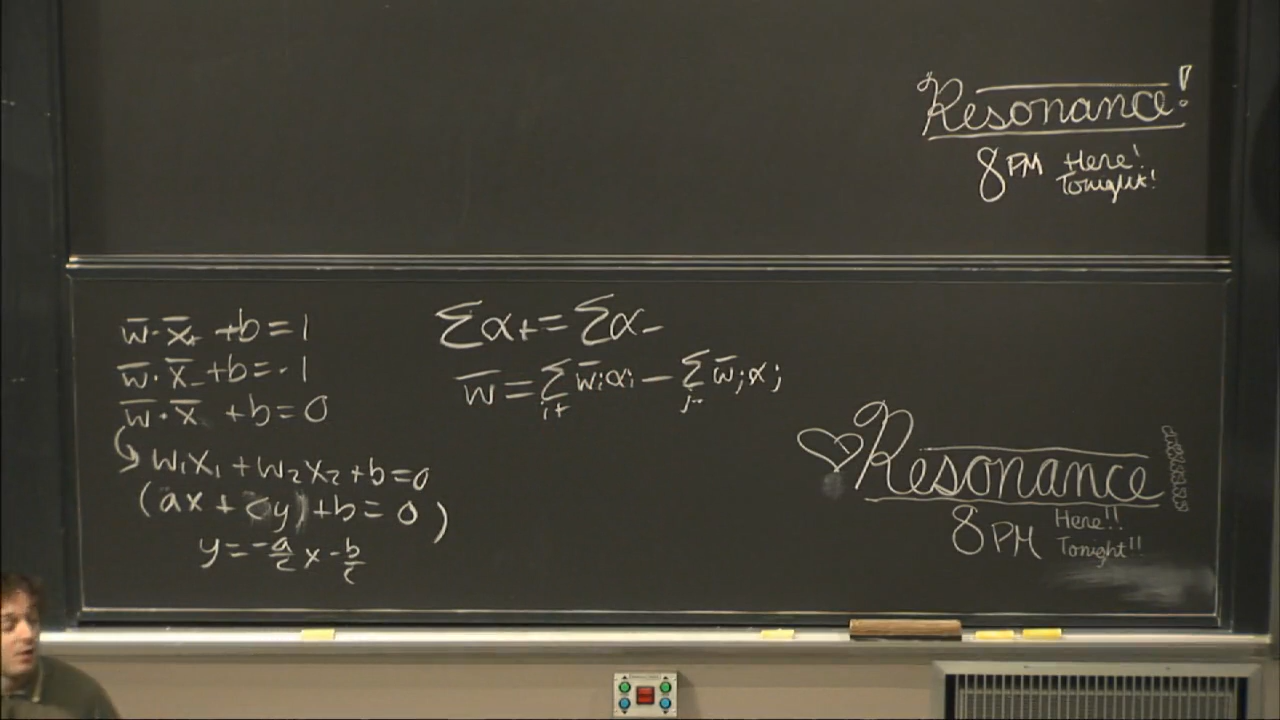 Resonance!
8PM Here!
Tonight!
w̄·x̄₊ +b=1
w̄·x̄₋+b=-1
w̄·x̄ +b=0
w₁x₁+w₂x₂+b=0
(ax+cy)+b=0)
y=-a/c x - b/c
Σα₊=Σα₋
w̄=Σ w̄ᵢαᵢ-Σ w̄ⱼαⱼ
i+ j-
Resonance
8PM Here!!
Tonight!!